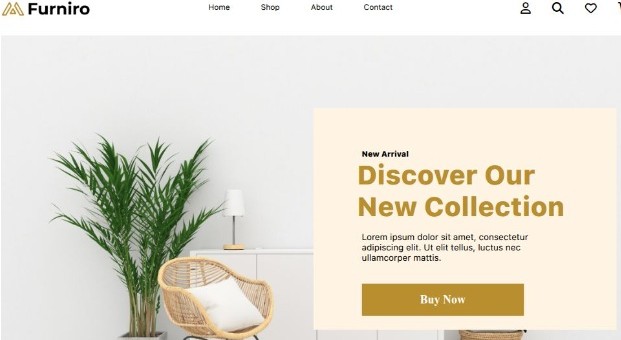 Furniro
Home Shop About Contact
New Arrival
Discover Our
New Collection
Lorem ipsum dolor sit amet, consectetur
adipiscing elit. Ut elit tellus, luctus nec
ullamcorper mattis.
Buy Now